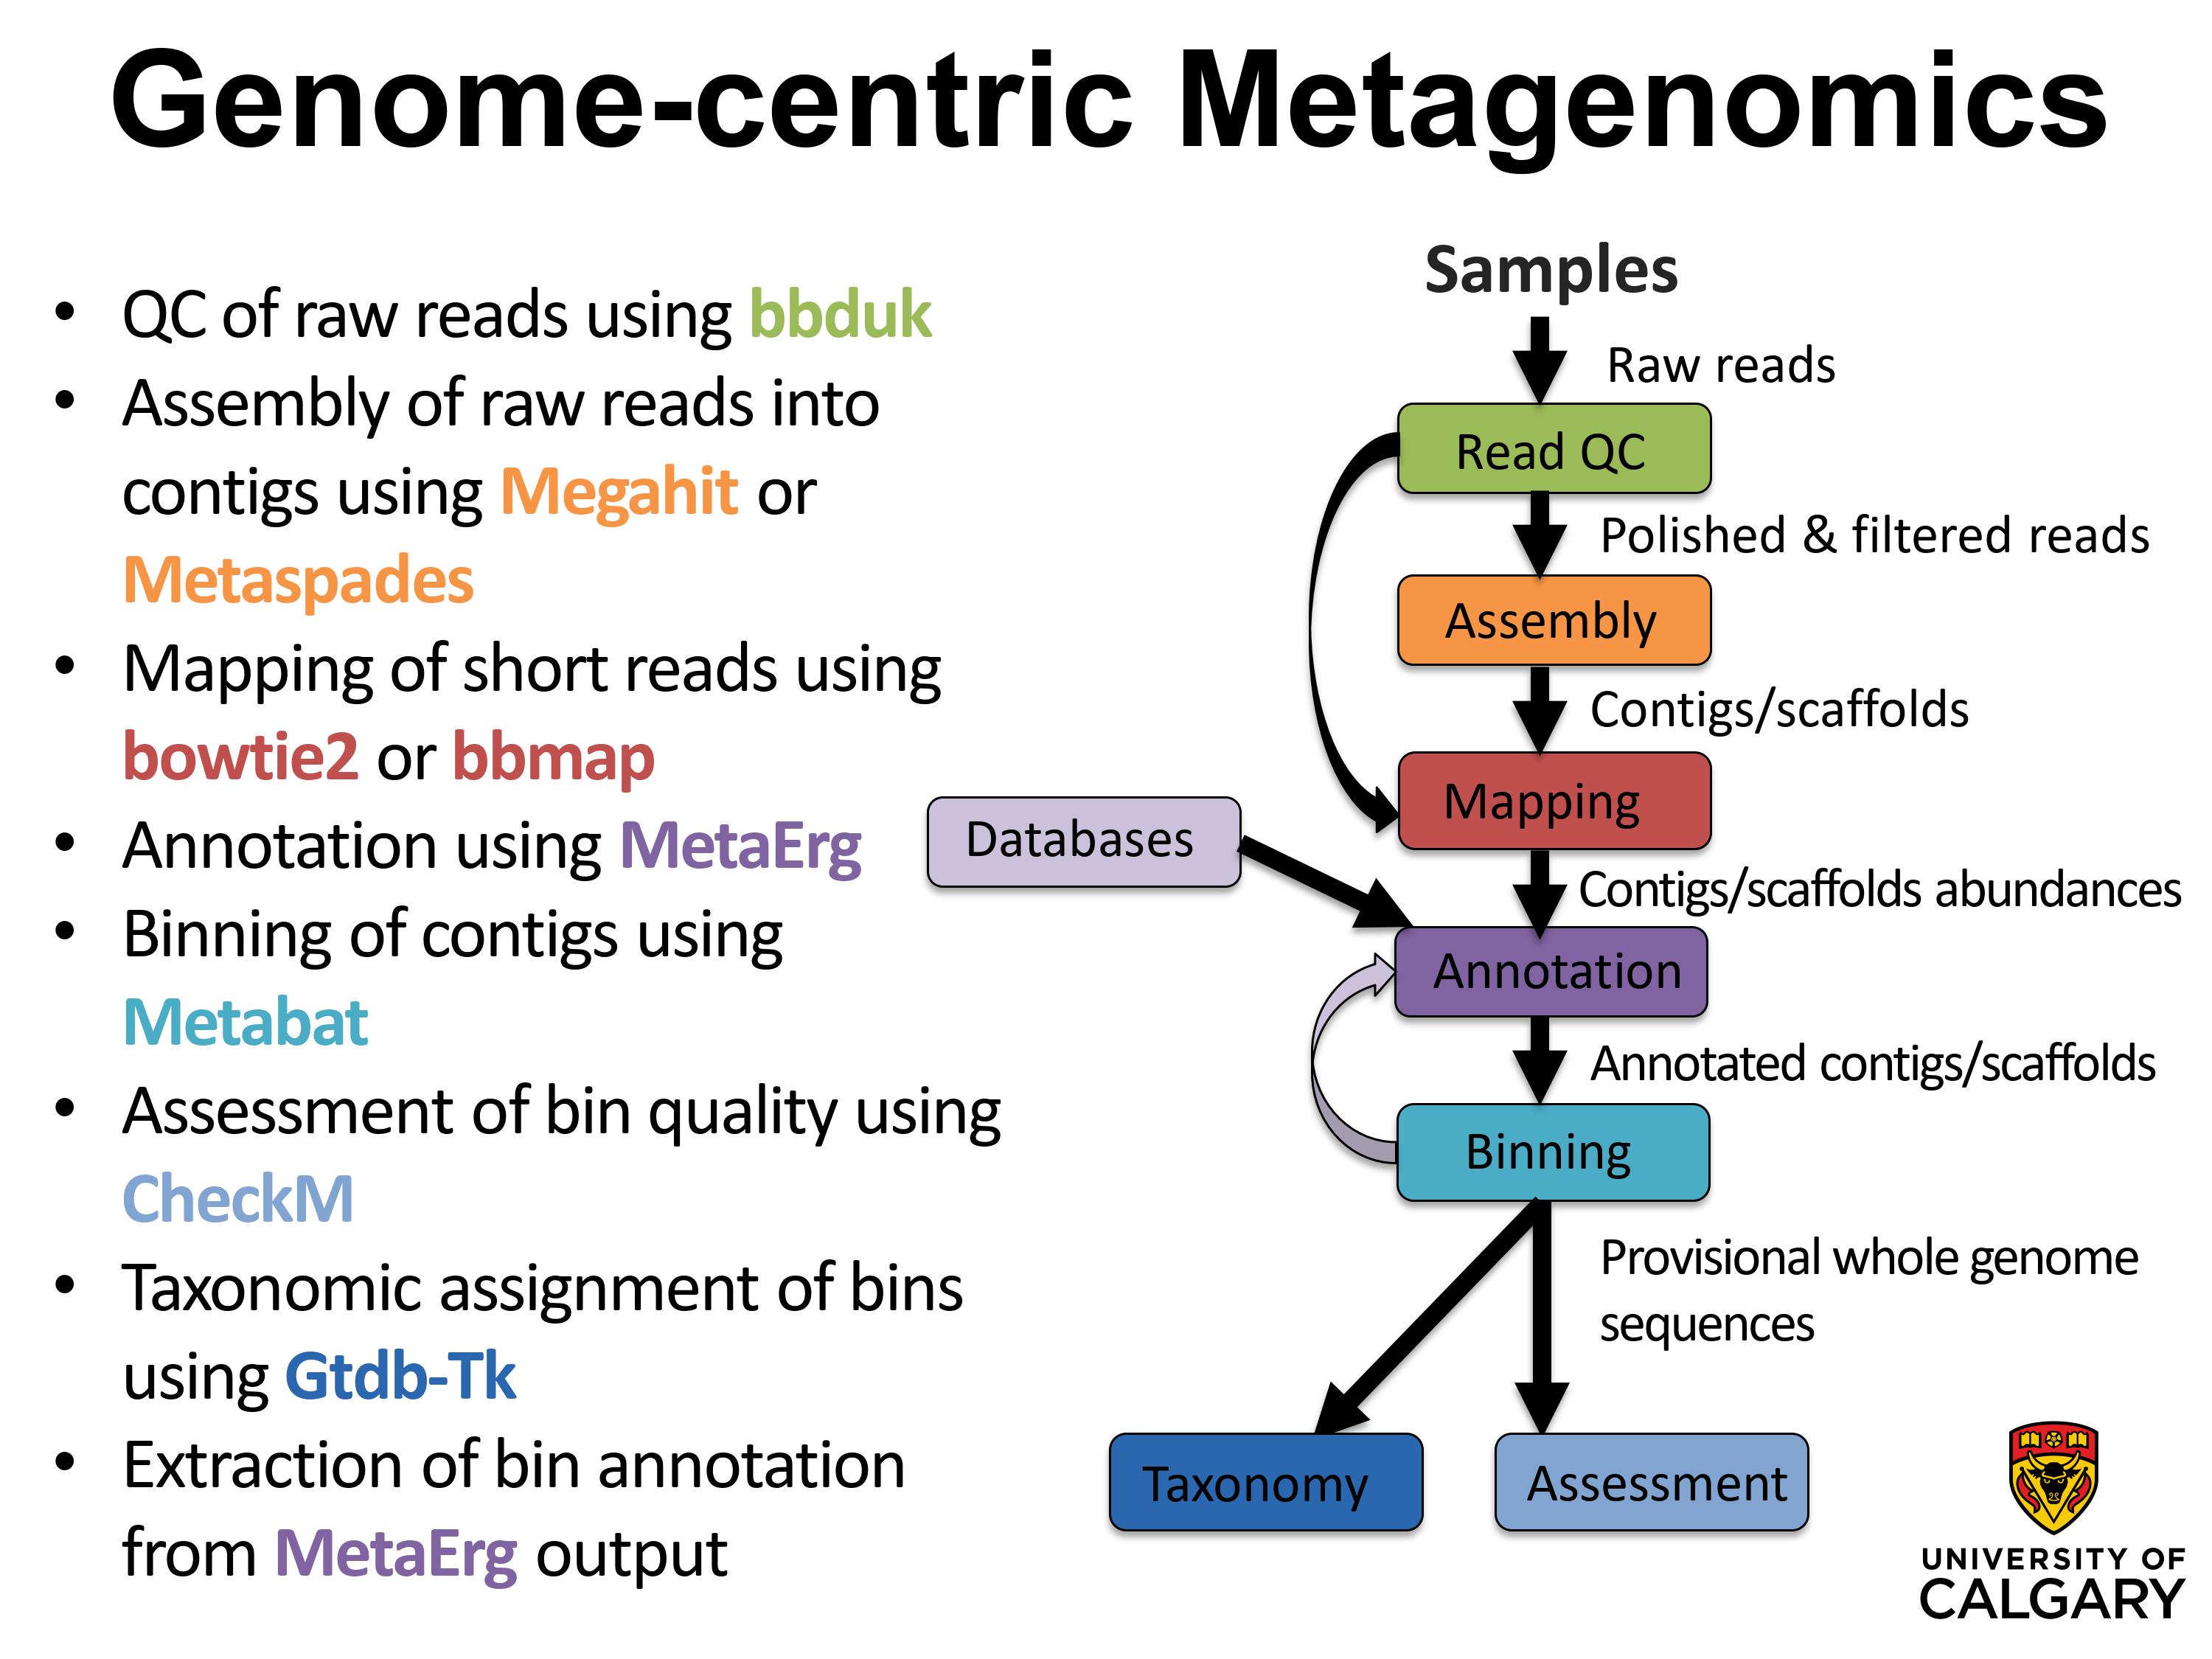 Genome-centric Metagenomics
• QC of raw reads using bbduk
• Assembly of raw reads into
contigs using Megahit or
Metaspades
• Mapping of short reads using
bowtie2 or bbmap
• Annotation using MetaErg
• Binning of contigs using
Metabat
• Assessment of bin quality using
CheckM
• Taxonomic assignment of bins
using Gtdb-Tk
• Extraction of bin annotation
from MetaErg output
Samples
Raw reads
Read QC
Polished & filtered reads
Assembly
Contigs/scaffolds
Mapping
Databases
Contigs/scaffolds abundances
Annotation
Annotated contigs/scaffolds
Binning
Provisional whole genome
sequences
Taxonomy
Assessment
UNIVERSITY OF
CALGARY